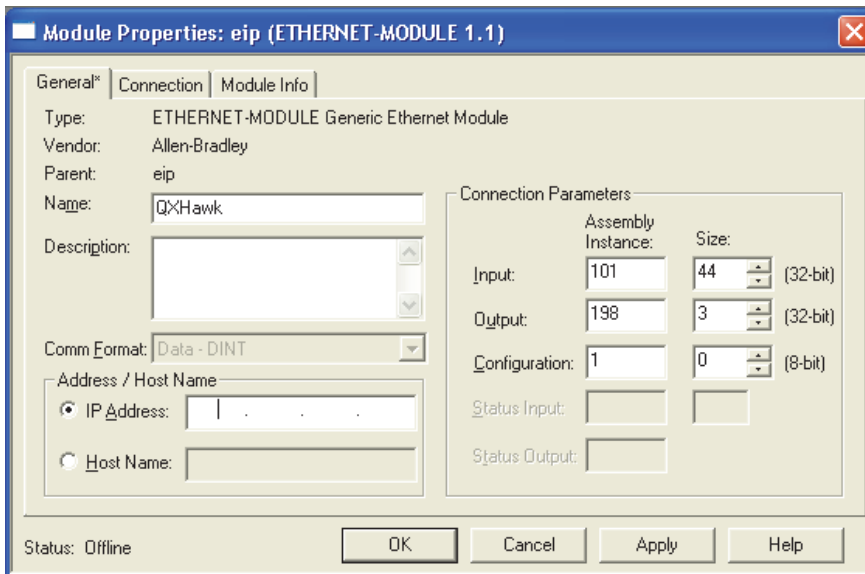 Module Properties: eip (ETHERNET-MODULE 1.1)
General* Connection Module Info
Type: ETHERNET-MODULE Generic Ethernet Module
Vendor: Allen-Bradley
Parent: eip
Name: QXHawk
Description:
Comm Format: Data - DINT
Address / Host Name
IP Address: . . .
Host Name:
Connection Parameters
Assembly Instance: Size:
Input: 101 44 (32-bit)
Output: 198 3 (32-bit)
Configuration: 1 0 (8-bit)
Status Input:
Status Output:
Status: Offline OK Cancel Apply Help